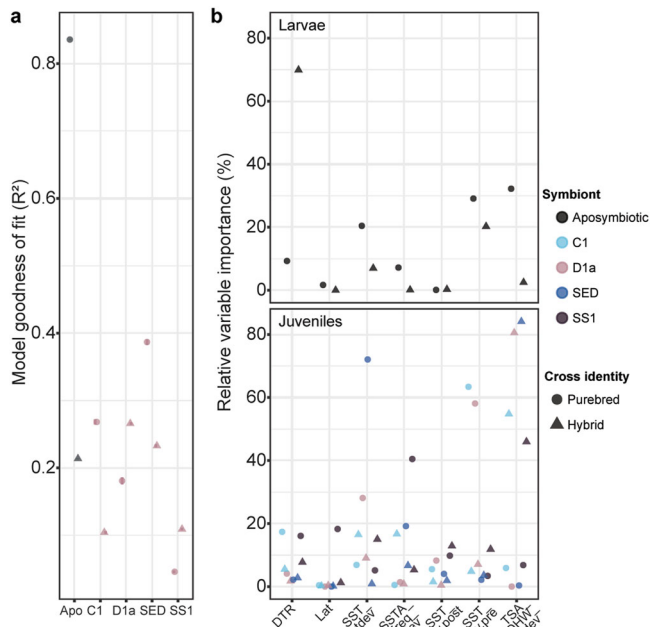 a
b
Model goodness of fit (R²)
0.8
0.6
0.4
0.2
Apo C1 D1a SED SS1
Relative variable importance (%)
Larvae
80
60
40
20
0
Juveniles
80
60
40
20
0
DTR
Lat
SST
SSTA
SST
SST
TSA
Symbiont
Aposymbiotic
C1
D1a
SED
SS1
Cross identity
Purebred
Hybrid